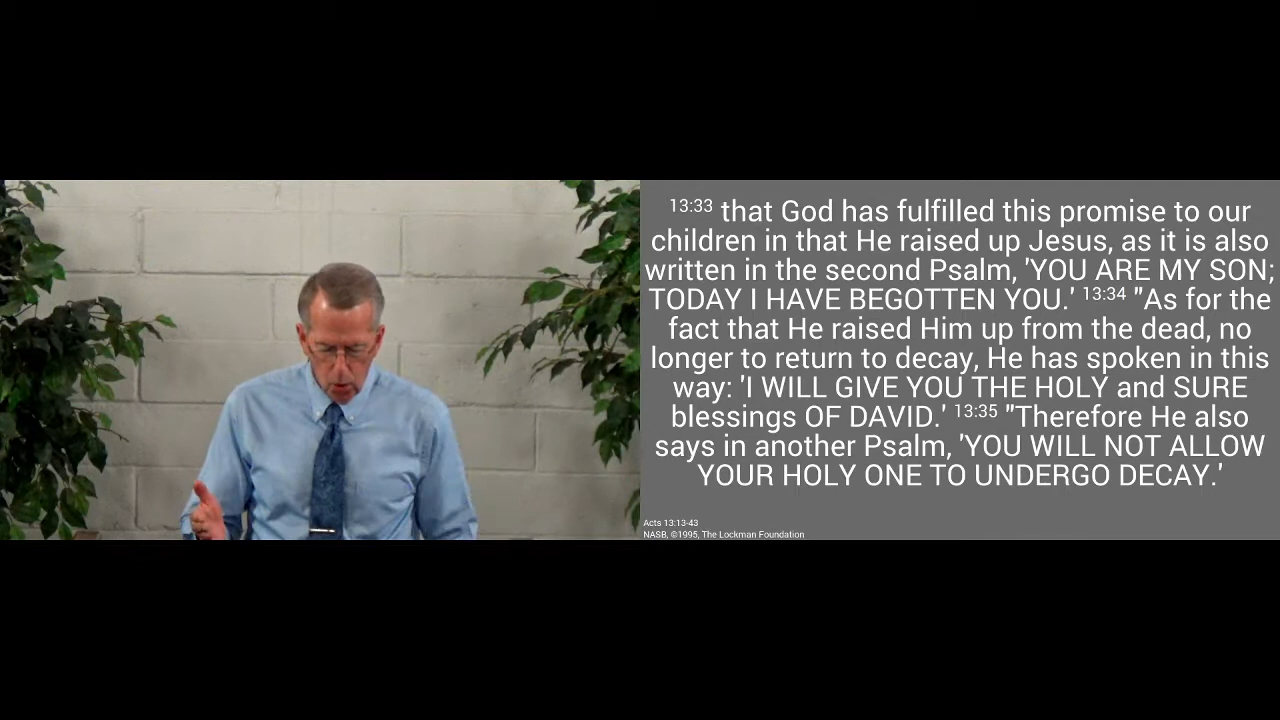 13:33 that God has fulfilled this promise to our
children in that He raised up Jesus, as it is also
written in the second Psalm, 'YOU ARE MY SON;
TODAY I HAVE BEGOTTEN YOU.' 13:34 "As for the
fact that He raised Him up from the dead, no
longer to return to decay, He has spoken in this
way: 'I WILL GIVE YOU THE HOLY and SURE
blessings OF DAVID.' 13:35 "Therefore He also
says in another Psalm, 'YOU WILL NOT ALLOW
YOUR HOLY ONE TO UNDERGO DECAY.'
Acts 13:13-43
NASB, ©1995, The Lockman Foundation